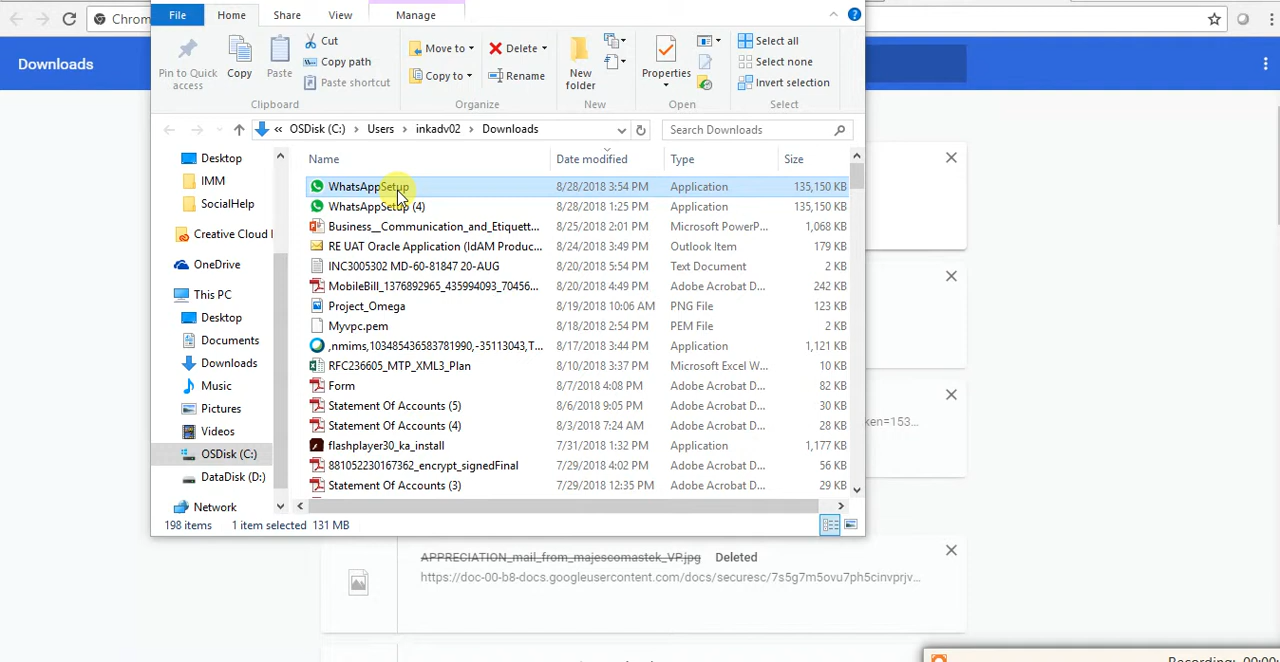 File Home Share View Manage
Chrom
Downloads
Pin to Quick access
Copy
Paste
Cut
Copy path
Paste shortcut
Clipboard
Move to
Copy to
Delete
Rename
Organize
New folder
New
Properties
Open
Select all
Select none
Invert selection
Select
« OSDisk (C:) > Users > inkadv02 > Downloads
Search Downloads
Desktop
IMM
SocialHelp
Creative Cloud
OneDrive
This PC
Desktop
Documents
Downloads
Music
Pictures
Videos
OSDisk (C:)
DataDisk (D:)
Network
Name Date modified Type Size
WhatsAppSetup 8/28/2018 3:54 PM Application 135,150 KB
WhatsAppSetup (4) 8/28/2018 1:25 PM Application 135,150 KB
Business__Communication_and_Etiquett... 8/25/2018 2:01 PM Microsoft PowerP... 1,068 KB
RE UAT Oracle Application (IdAM Produc... 8/24/2018 3:49 PM Outlook Item 179 KB
INC3005302 MD-60-81847 20-AUG 8/20/2018 5:54 PM Text Document 2 KB
MobileBill_1376892965_435994093_70456... 8/20/2018 4:49 PM Adobe Acrobat D... 242 KB
Project_Omega 8/19/2018 10:06 AM PNG File 123 KB
Myvpc.pem 8/18/2018 2:54 PM PEM File 2 KB
,nmims,103485436583781990,-35113043,T... 8/17/2018 3:44 PM Application 1,121 KB
RFC236605_MTP_XML3_Plan 8/10/2018 3:37 PM Microsoft Excel W... 10 KB
Form 8/7/2018 4:08 PM Adobe Acrobat D... 82 KB
Statement Of Accounts (5) 8/6/2018 9:05 PM Adobe Acrobat D... 30 KB
Statement Of Accounts (4) 8/3/2018 7:24 AM Adobe Acrobat D... 28 KB
flashplayer30_ka_install 7/31/2018 1:32 PM Application 1,177 KB
881052230167362_encrypt_signedFinal 7/29/2018 4:02 PM Adobe Acrobat D... 56 KB
Statement Of Accounts (3) 7/29/2018 12:35 PM Adobe Acrobat D... 29 KB
198 items 1 item selected 131 MB
ken=153...
APPRECIATION_mail_from_majescomastek_VP.jpg Deleted
https://doc-00-b8-docs.googleusercontent.com/docs/securesc/7s5g7m5ovu7ph5cinvprjv...